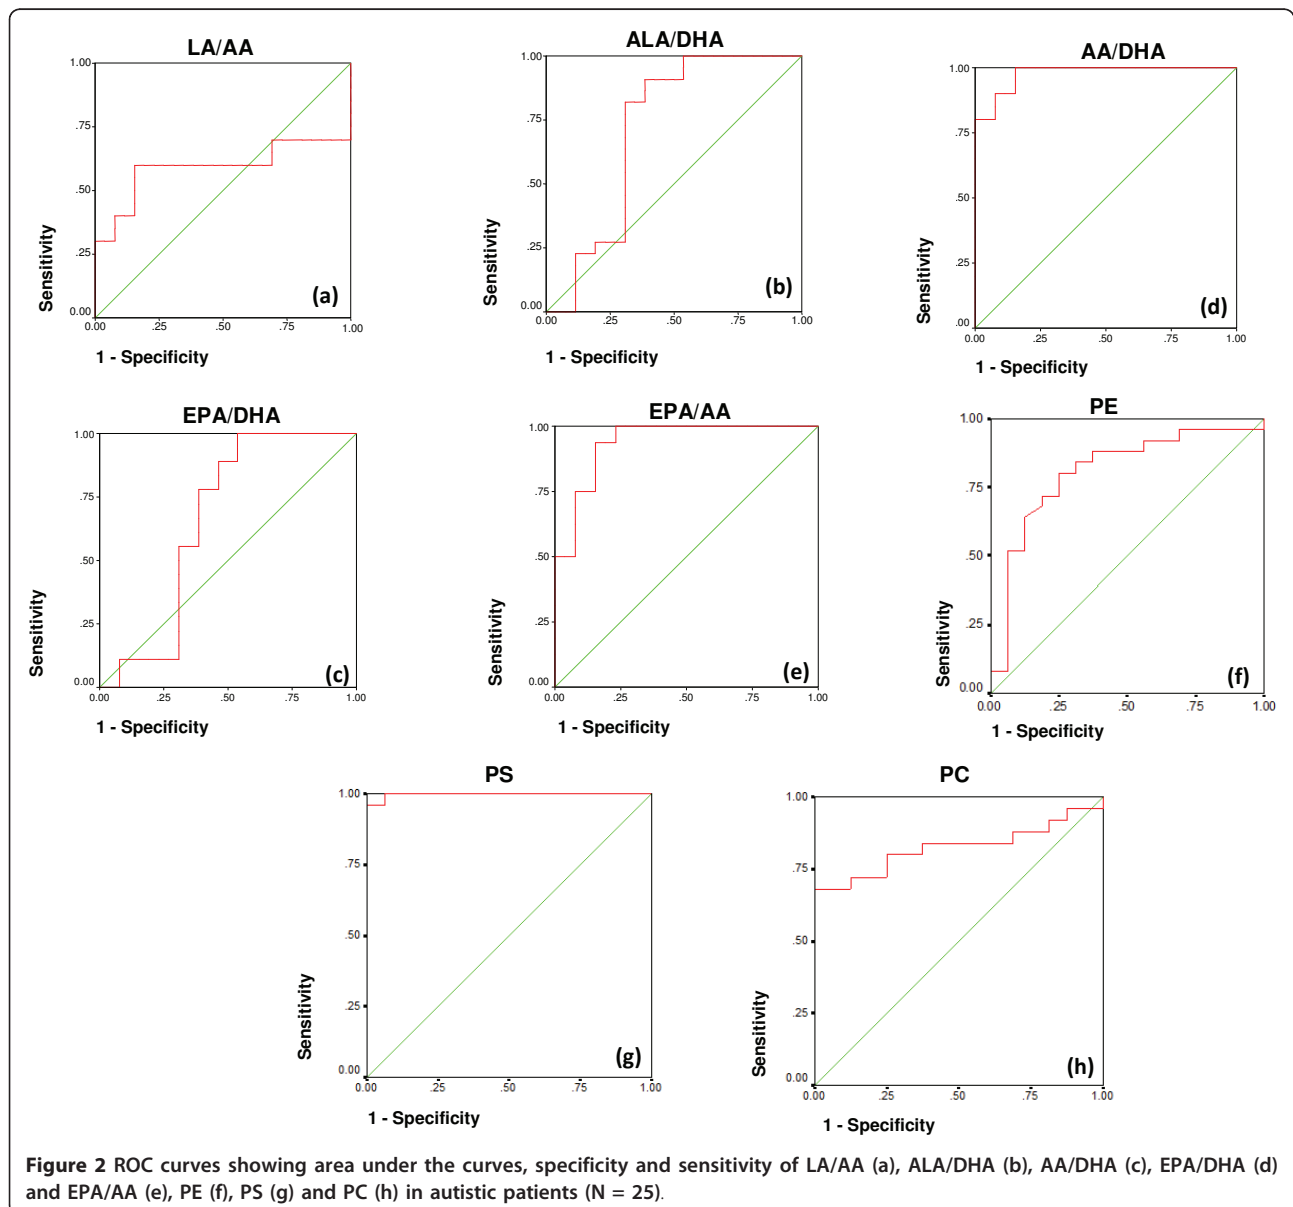 LA/AA
1.00
.75
.50
.25
0.00
0.00 .25 .50 .75 1.00
Sensitivity
1 - Specificity
(a)
ALA/DHA
1.00
.75
.50
.25
0.00
0.00 .25 .50 .75 1.00
Sensitivity
1 - Specificity
(b)
AA/DHA
1.00
.75
.50
.25
.00
0.00 .25 .50 .75 1.00
Sensitivity
1 - Specificity
(d)
EPA/DHA
1.00
.75
.50
.25
0.00
0.00 .25 .50 .75 1.00
Sensitivity
1 - Specificity
(c)
EPA/AA
1.00
.75
.50
.25
0.00
0.00 .25 .50 .75 1.00
Sensitivity
1 - Specificity
(e)
PE
1.00
.75
.50
.25
0.00
0.00 .25 .50 .75 1.00
Sensitivity
1 - Specificity
(f)
PS
1.00
.75
.50
.25
0.00
0.00 .25 .50 .75 1.00
Sensitivity
1 - Specificity
(g)
PC
1.00
.75
.50
.25
0.00
0.00 .25 .50 .75 1.00
Sensitivity
1 - Specificity
(h)
Figure 2 ROC curves showing area under the curves, specificity and sensitivity of LA/AA (a), ALA/DHA (b), AA/DHA (c), EPA/DHA (d)
and EPA/AA (e), PE (f), PS (g) and PC (h) in autistic patients (N = 25).